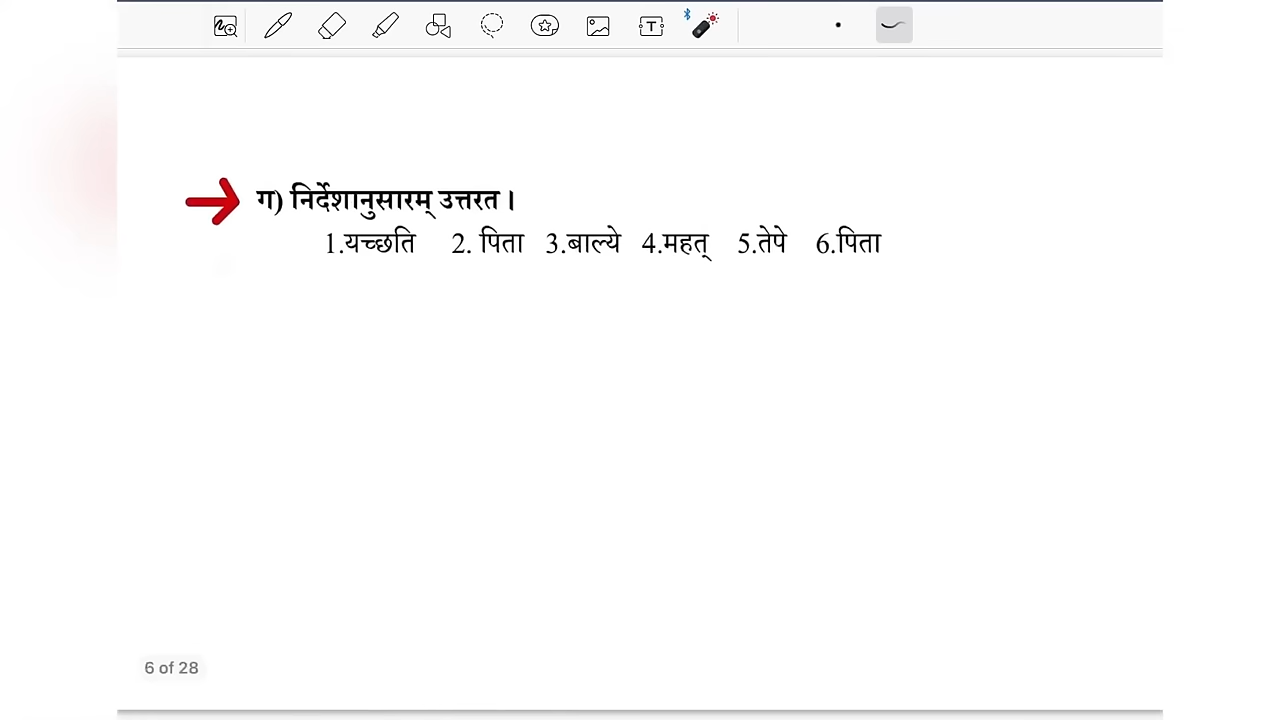 ग) निर्देशानुसारम् उत्तरत ।
1.यच्छति 2. पिता 3.बाल्ये 4.महत् 5.तेपे 6.पिता
6 of 28